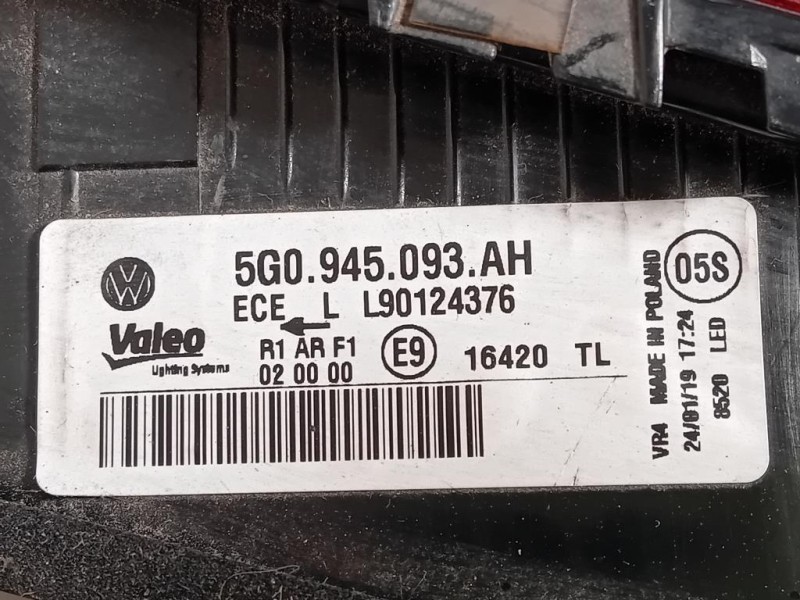 5G0.945.093.AH
ECE L L90124376
Valeo
Lighting Systems
R1 AR F1
02 00 00
E9
16420 TL
VR4 MADE IN POLAND
24/01/19 17:24
8520 LED
05S